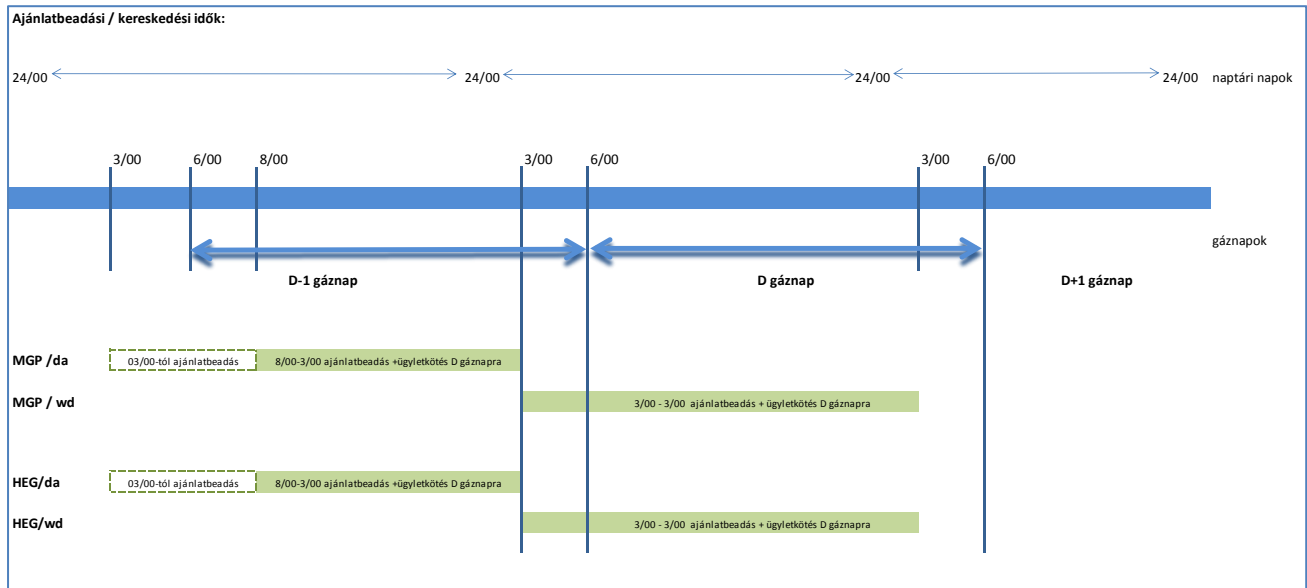 Ajánlatbeadási / kereskedési idők:
24/00 24/00 24/00 24/00 naptári napok
3/00 6/00 8/00 3/00 6/00 3/00 6/00
gáznapok
D-1 gáznap D gáznap D+1 gáznap
MGP /da 03/00-tól ajánlatbeadás 8/00-3/00 ajánlatbeadás +ügyletkötés D gáznapra
MGP / wd 3/00 - 3/00 ajánlatbeadás + ügyletkötés D gáznapra
HEG/da 03/00-tól ajánlatbeadás 8/00-3/00 ajánlatbeadás +ügyletkötés D gáznapra
HEG/wd 3/00 - 3/00 ajánlatbeadás + ügyletkötés D gáznapra